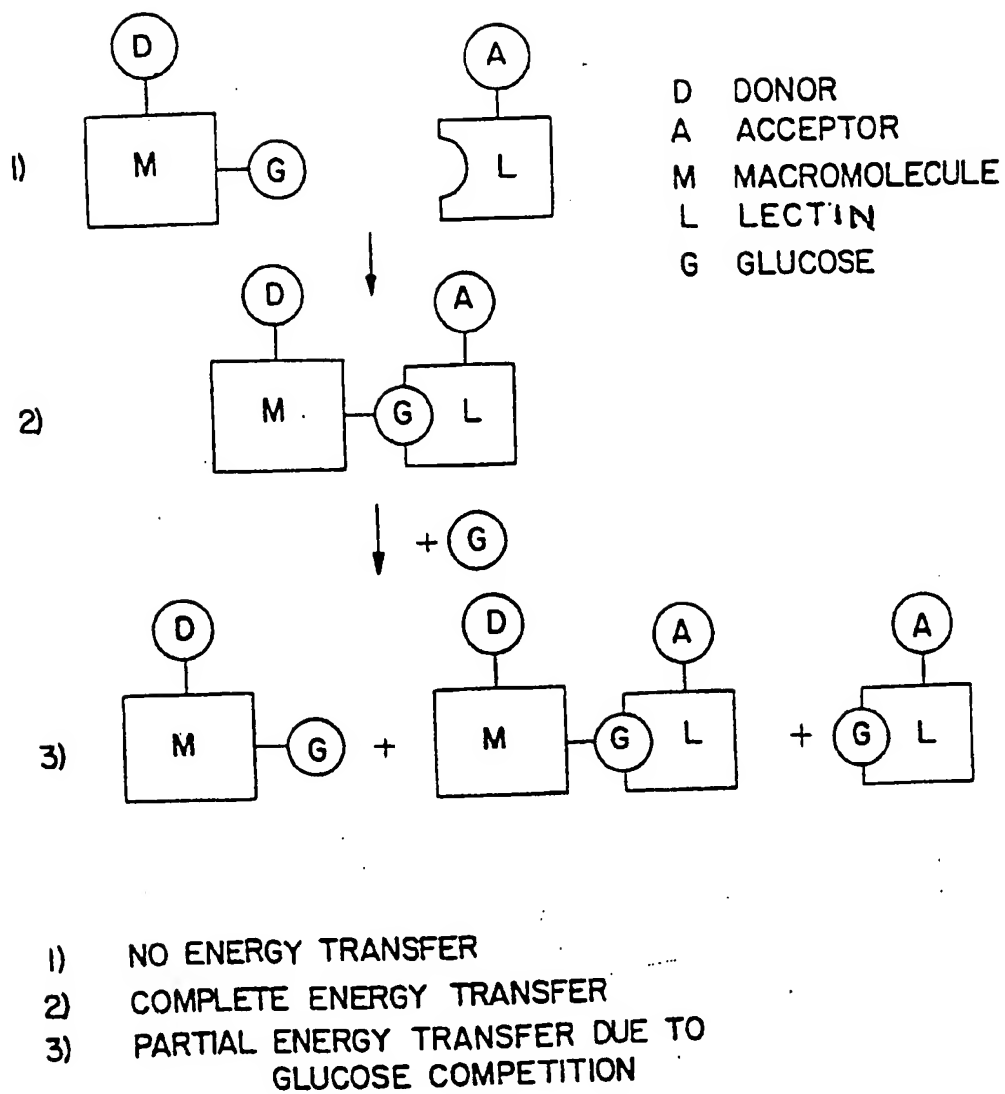 D
A
1)
M
G
L
D DONOR
A ACCEPTOR
M MACROMOLECULE
L LECTIN
G GLUCOSE
D
A
2)
M
G
L
+ G
D
D
A
A
3)
M
G
+
M
G
L
+
G
L
1) NO ENERGY TRANSFER
2) COMPLETE ENERGY TRANSFER
3) PARTIAL ENERGY TRANSFER DUE TO
GLUCOSE COMPETITION